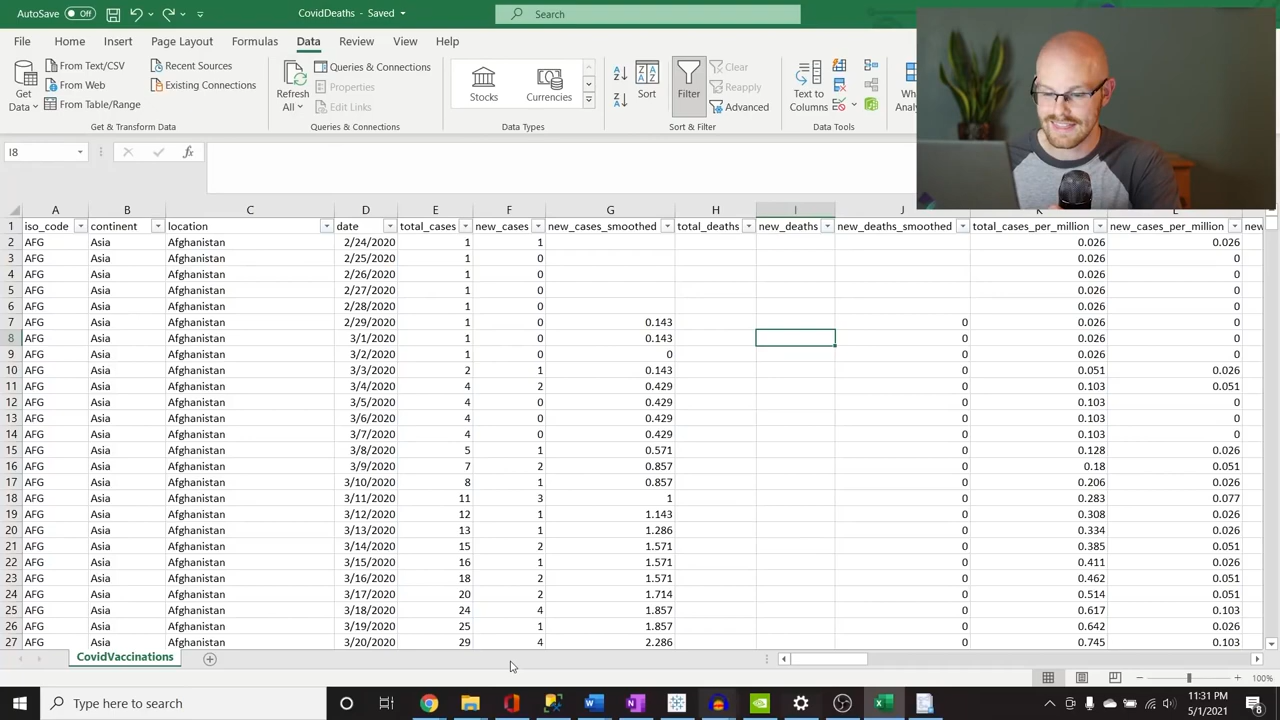 AutoSave Off CovidDeaths - Saved Search
File Home Insert Page Layout Formulas Data Review View Help
Get Data
From Text/CSV
From Web
From Table/Range
Recent Sources
Existing Connections
Get & Transform Data
Refresh All
Queries & Connections
Properties
Edit Links
Queries & Connections
Stocks
Currencies
Data Types
Sort
Filter
Clear
Reapply
Advanced
Sort & Filter
Text to Columns
Data Tools
I8 fx
A B C D E F G H I J K L
1 iso_code continent location date total_cases new_cases new_cases_smoothed total_deaths new_deaths new_deaths_smoothed total_cases_per_million new_cases_per_million
2 AFG Asia Afghanistan 2/24/2020 1 1 0.026 0.026
3 AFG Asia Afghanistan 2/25/2020 1 0 0.026 0
4 AFG Asia Afghanistan 2/26/2020 1 0 0.026 0
5 AFG Asia Afghanistan 2/27/2020 1 0 0.026 0
6 AFG Asia Afghanistan 2/28/2020 1 0 0.026 0
7 AFG Asia Afghanistan 2/29/2020 1 0 0.143 0 0.026 0
8 AFG Asia Afghanistan 3/1/2020 1 0 0.143 0 0.026 0
9 AFG Asia Afghanistan 3/2/2020 1 0 0 0 0.026 0
10 AFG Asia Afghanistan 3/3/2020 2 1 0.143 0 0.051 0.026
11 AFG Asia Afghanistan 3/4/2020 4 2 0.429 0 0.103 0.051
12 AFG Asia Afghanistan 3/5/2020 4 0 0.429 0 0.103 0
13 AFG Asia Afghanistan 3/6/2020 4 0 0.429 0 0.103 0
14 AFG Asia Afghanistan 3/7/2020 4 0 0.429 0 0.103 0
15 AFG Asia Afghanistan 3/8/2020 5 1 0.571 0 0.128 0.026
16 AFG Asia Afghanistan 3/9/2020 7 2 0.857 0 0.18 0.051
17 AFG Asia Afghanistan 3/10/2020 8 1 0.857 0 0.206 0.026
18 AFG Asia Afghanistan 3/11/2020 11 3 1 0 0.283 0.077
19 AFG Asia Afghanistan 3/12/2020 12 1 1.143 0 0.308 0.026
20 AFG Asia Afghanistan 3/13/2020 13 1 1.286 0 0.334 0.026
21 AFG Asia Afghanistan 3/14/2020 15 2 1.571 0 0.385 0.051
22 AFG Asia Afghanistan 3/15/2020 16 1 1.571 0 0.411 0.026
23 AFG Asia Afghanistan 3/16/2020 18 2 1.571 0 0.462 0.051
24 AFG Asia Afghanistan 3/17/2020 20 2 1.714 0 0.514 0.051
25 AFG Asia Afghanistan 3/18/2020 24 4 1.857 0 0.617 0.103
26 AFG Asia Afghanistan 3/19/2020 25 1 1.857 0 0.642 0.026
27 AFG Asia Afghanistan 3/20/2020 29 4 2.286 0 0.745 0.103
CovidVaccinations
100%
Type here to search
11:31 PM
5/1/2021
8